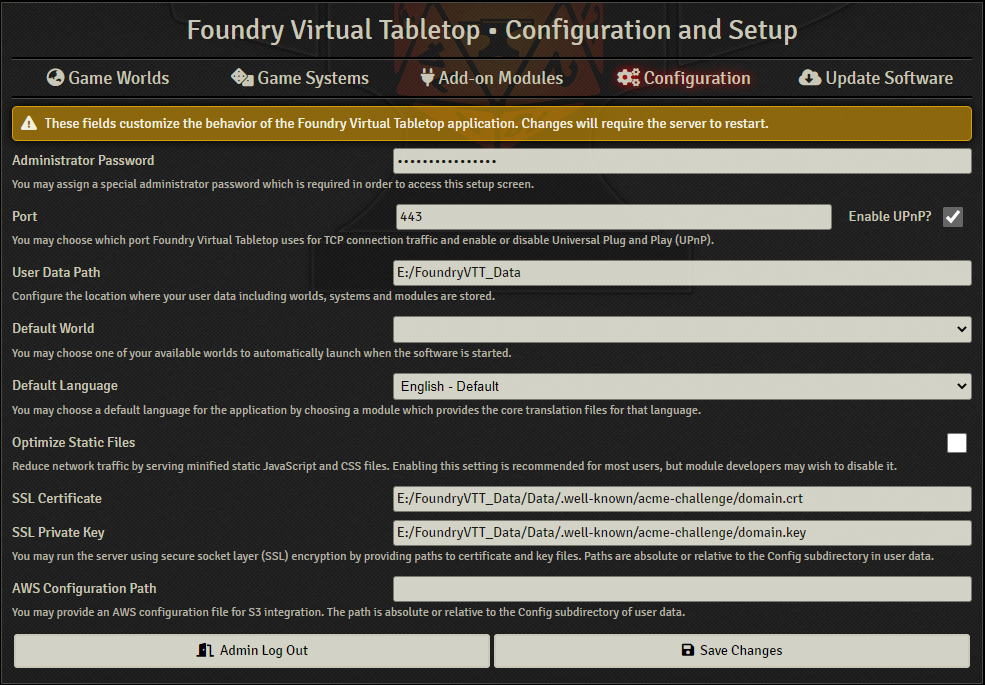 Foundry Virtual Tabletop • Configuration and Setup
Game Worlds Game Systems Add-on Modules Configuration Update Software
These fields customize the behavior of the Foundry Virtual Tabletop application. Changes will require the server to restart.
Administrator Password ••••••••••••••••
You may assign a special administrator password which is required in order to access this setup screen.
Port 443 Enable UPnP?
You may choose which port Foundry Virtual Tabletop uses for TCP connection traffic and enable or disable Universal Plug and Play (UPnP).
User Data Path E:/FoundryVTT_Data
Configure the location where your user data including worlds, systems and modules are stored.
Default World
You may choose one of your available worlds to automatically launch when the software is started.
Default Language English - Default
You may choose a default language for the application by choosing a module which provides the core translation files for that language.
Optimize Static Files
Reduce network traffic by serving minified static JavaScript and CSS files. Enabling this setting is recommended for most users, but module developers may wish to disable it.
SSL Certificate E:/FoundryVTT_Data/Data/.well-known/acme-challenge/domain.crt
SSL Private Key E:/FoundryVTT_Data/Data/.well-known/acme-challenge/domain.key
You may run the server using secure socket layer (SSL) encryption by providing paths to certificate and key files. Paths are absolute or relative to the Config subdirectory in user data.
AWS Configuration Path
You may provide an AWS configuration file for S3 integration. The path is absolute or relative to the Config subdirectory of user data.
Admin Log Out Save Changes